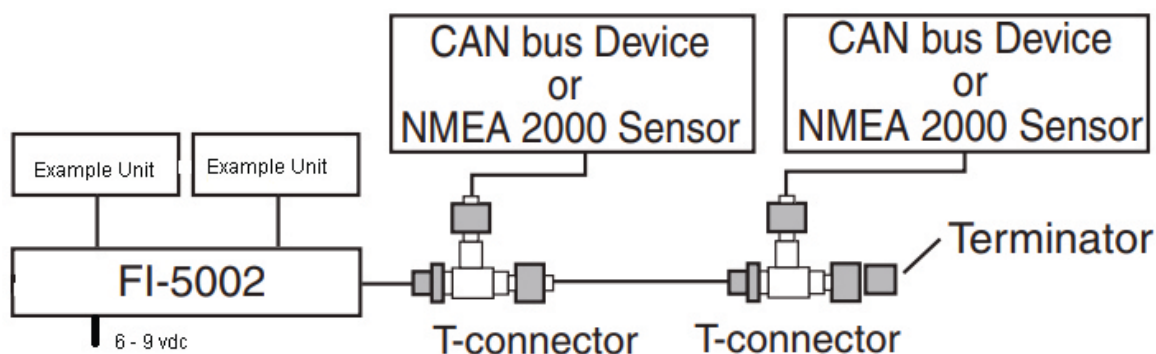 CAN bus Device
or
NMEA 2000 Sensor
CAN bus Device
or
NMEA 2000 Sensor
Example Unit
Example Unit
FI-5002
6 - 9 vdc
T-connector
T-connector
Terminator